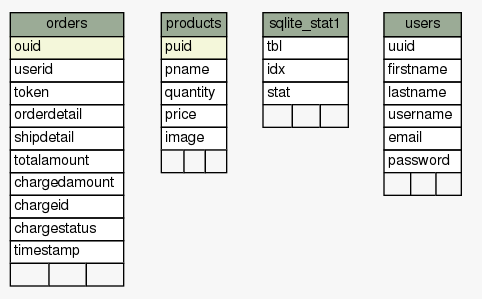 orders
ouid
userid
token
orderdetail
shipdetail
totalamount
chargedamount
chargeid
chargestatus
timestamp
products
puid
pname
quantity
price
image
sqlite_stat1
tbl
idx
stat
users
uuid
firstname
lastname
username
email
password